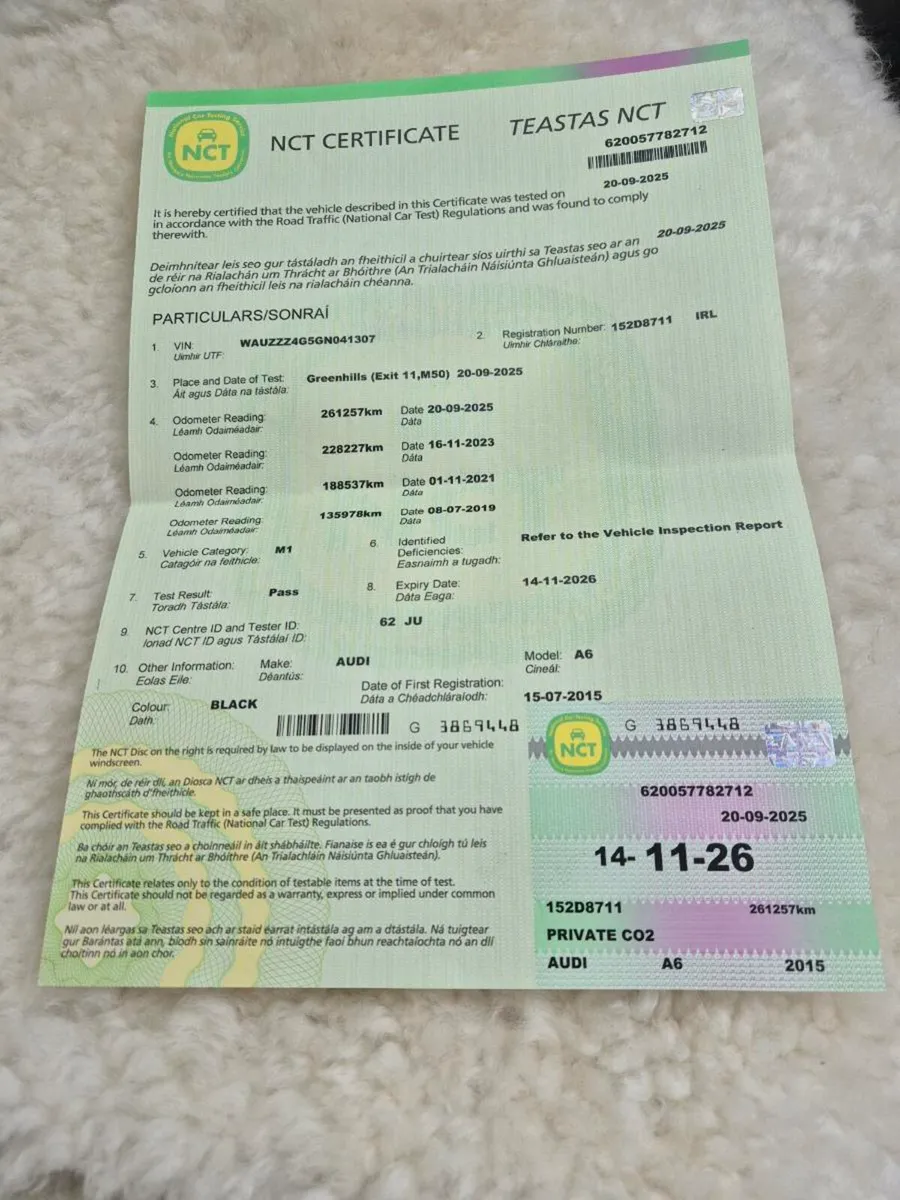 National Car Testing Service
NCT
NCT CERTIFICATE
TEASTAS NCT
620057782712
20-09-2025
It is hereby certified that the vehicle described in this Certificate was tested on
in accordance with the Road Traffic (National Car Test) Regulations and was found to comply
therewith.
20-09-2025
Deimhnítear leis seo gur tástáladh an fheithicil a chuirtear síos uirthi sa Teastas seo ar an
de réir na Rialachán um Thrácht ar Bhóithre (An Trialacháin Náisiúnta Ghluaisteán) agus go
gcloíonn an fheithicil leis na rialacháin chéanna.
PARTICULARS/SONRAÍ
1. VIN: WAUZZZ4G5GN041307
Uimhir UTF:
2. Registration Number: 152D8711 IRL
Uimhir Chláraithe:
3. Place and Date of Test: Greenhills (Exit 11,M50) 20-09-2025
Áit agus Dáta na tástála:
4. Odometer Reading: 261257km Date 20-09-2025
Léamh Odaiméadair: Dáta
Odometer Reading: 228227km Date 16-11-2023
Léamh Odaiméadair: Dáta
Odometer Reading: 188537km Date 01-11-2021
Léamh Odaiméadair: Dáta
Odometer Reading: 135978km Date 08-07-2019
Léamh Odaiméadair: Dáta
5. Vehicle Category: M1
Catagóir na feithicle:
6. Identified Refer to the Vehicle Inspection Report
Deficiencies:
Easnaimh a tugadh:
7. Test Result: Pass
Toradh Tástála:
8. Expiry Date: 14-11-2026
Dáta Eaga:
9. NCT Centre ID and Tester ID: 62 JU
Ionad NCT ID agus Tástálaí ID:
10. Other Information: Make: AUDI Model: A6
Eolas Eile: Déantús: Cineál:
Date of First Registration: 15-07-2015
Dáta a Chéadchláraíodh:
Colour: BLACK
Dath:
G 3869448
The NCT Disc on the right is required by law to be displayed on the inside of your vehicle
windscreen.
Ní mór, de réir dlí, an Diosca NCT ar dheis a thaispeáint ar an taobh istigh de
ghaothscáth d'fheithicle.
This Certificate should be kept in a safe place. It must be presented as proof that you have
complied with the Road Traffic (National Car Test) Regulations.
Ba chóir an Teastas seo a choinneáil in áit shábháilte. Fianaise is ea é gur chloígh tú leis
na Rialacháin um Thrácht ar Bhóithre (An Trialachláin Náisiúnta Ghluaisteán).
This Certificate relates only to the condition of testable items at the time of test.
This Certificate should not be regarded as a warranty, express or implied under common
law or at all.
Níl aon léargas sa Teastas seo ach ar staid earraí intástála ag am a dtástála. Ná tuigtear
gur Barántas atá ann, bíodh sin sainráite nó intuigthe faoi bhun reachtaíochta nó an dlí
choitinn nó in aon chor.
NCT
G 3869448
620057782712
20-09-2025
14- 11-26
152D8711 261257km
PRIVATE CO2
AUDI A6 2015